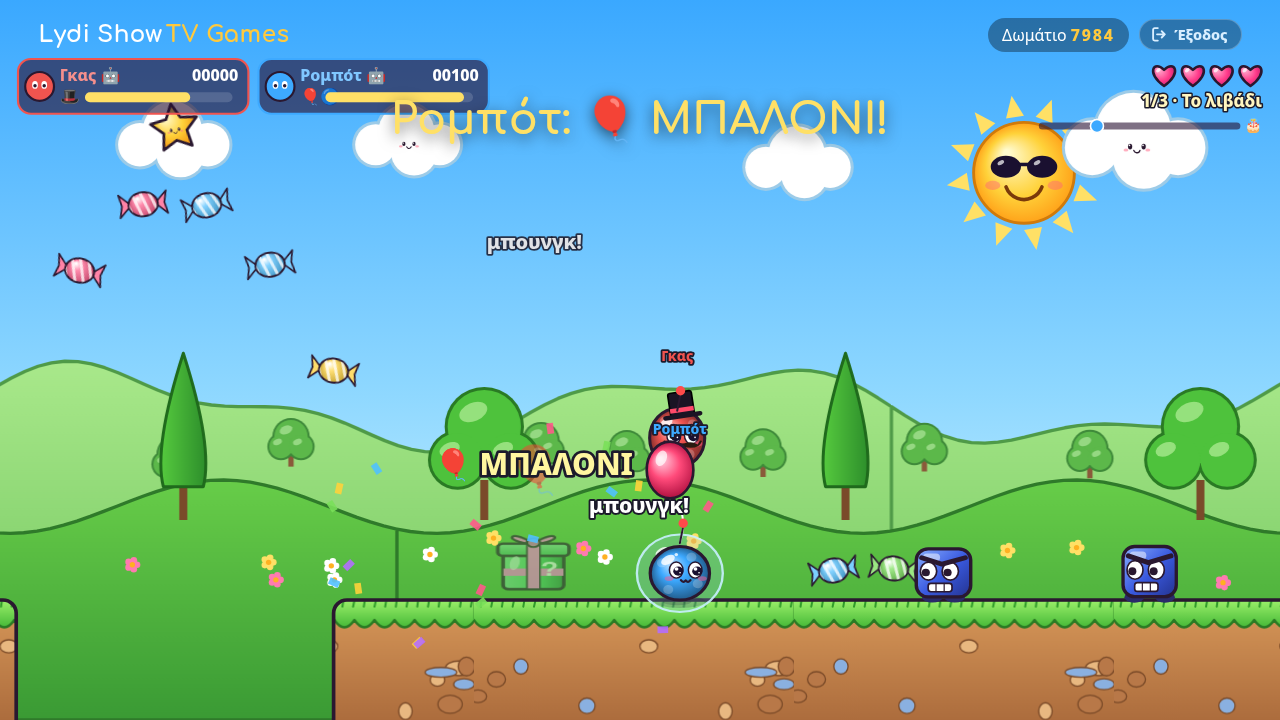 Lydi Show TV Games
Δωμάτιο 7984
Έξοδος
Γκας 00000
Ρομπότ 00100
1/3 · Το λιβάδι
Ρομπότ: ΜΠΑΛΟΝΙ!
μπουνγκ!
Γκας
Ρομπότ
ΜΠΑΛΟΝΙ
μπουνγκ!
?